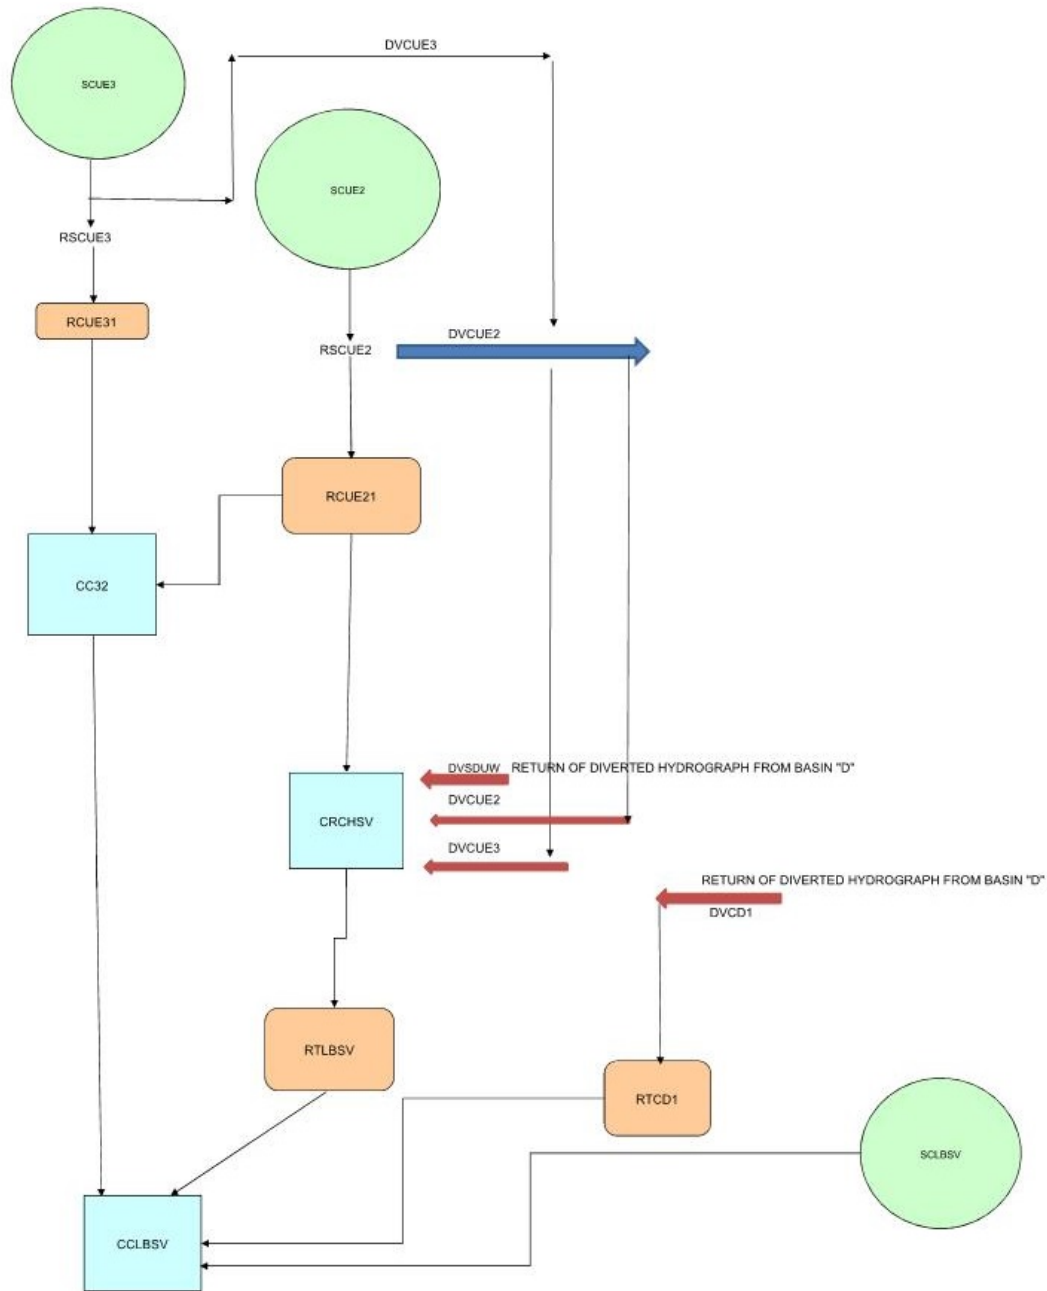 DVCUE3
SCUE3
SCUE2
RSCUE3
RCUE31
DVCUE2
RSCUE2
RCUE21
CC32
DVSDUW RETURN OF DIVERTED HYDROGRAPH FROM BASIN "D"
DVCUE2
CRCHSV
DVCUE3
RETURN OF DIVERTED HYDROGRAPH FROM BASIN "D"
DVCD1
RTLBSV
RTCD1
SCLBSV
CCLBSV